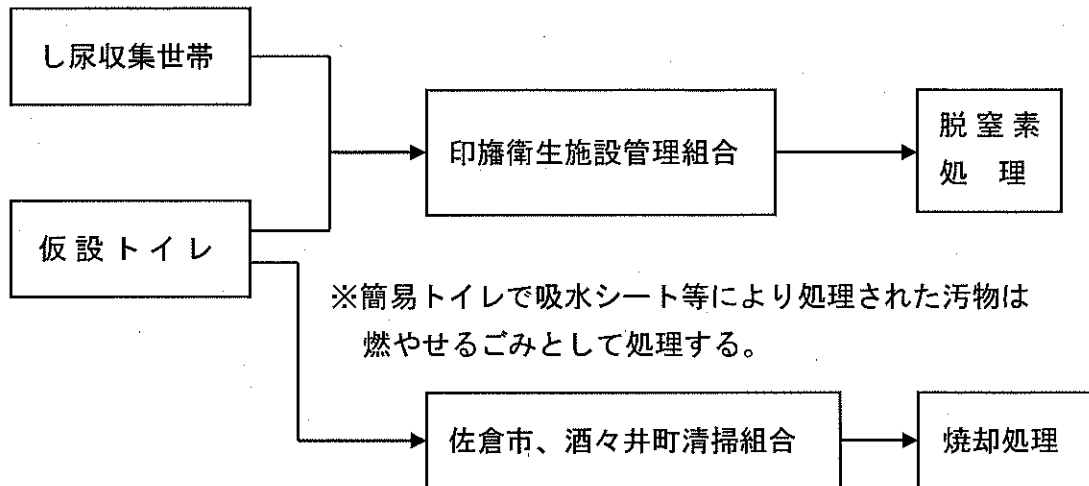 し尿収集世帯
印旛衛生施設管理組合
脱窒素
処理
仮設トイレ
※簡易トイレで吸水シート等により処理された汚物は
燃やせるごみとして処理する。
佐倉市、酒々井町清掃組合
焼却処理